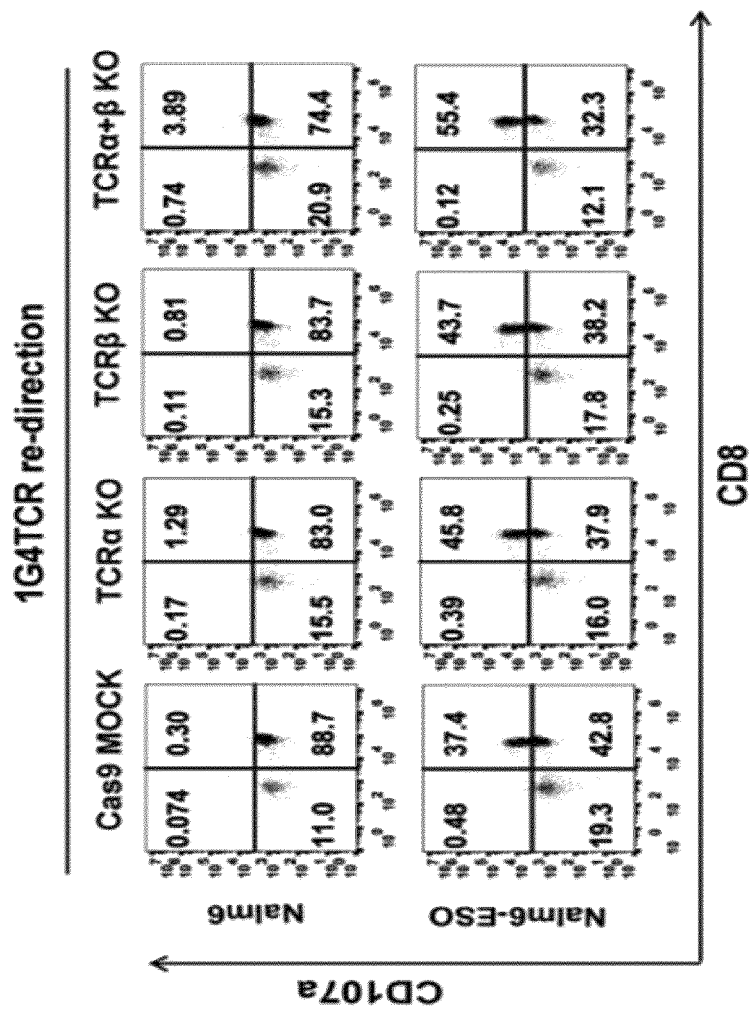 1G4TCR re-direction
Cas9 MOCK TCRα KO TCRβ KO TCRα+β KO
Nalm6
0.074 0.30 0.17 1.29 0.11 0.81 0.74 3.89
11.0 88.7 15.5 83.0 15.3 83.7 20.9 74.4
Nalm6-ESO
0.48 37.4 0.39 45.8 0.25 43.7 0.12 55.4
19.3 42.8 16.0 37.9 17.8 38.2 12.1 32.3
CD107a
CD8